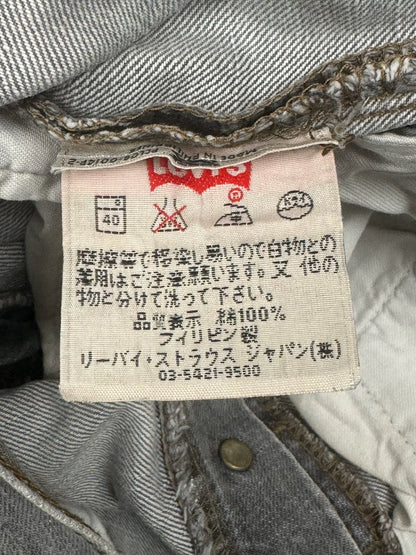 LEVI'S
40
摩擦等で移染し易いので白物との
着用はご注意願います。又 他の
物と分けて洗って下さい。
品質表示 綿100%
フィリピン製
リーバイ・ストラウス ジャパン(株)
03-5421-9500